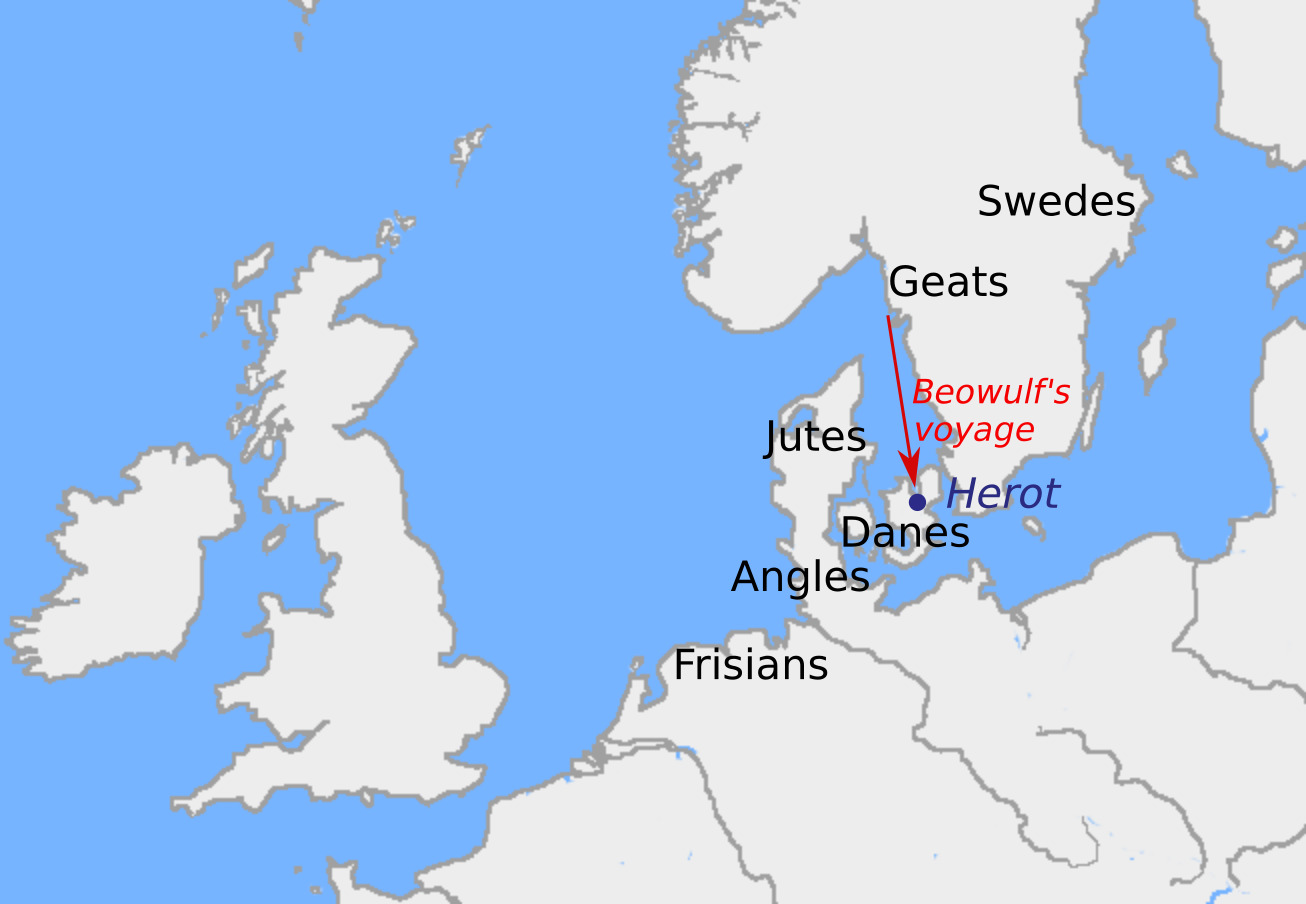 Swedes
Geats
Beowulf's
voyage
Jutes
Herot
Danes
Angles
Frisians